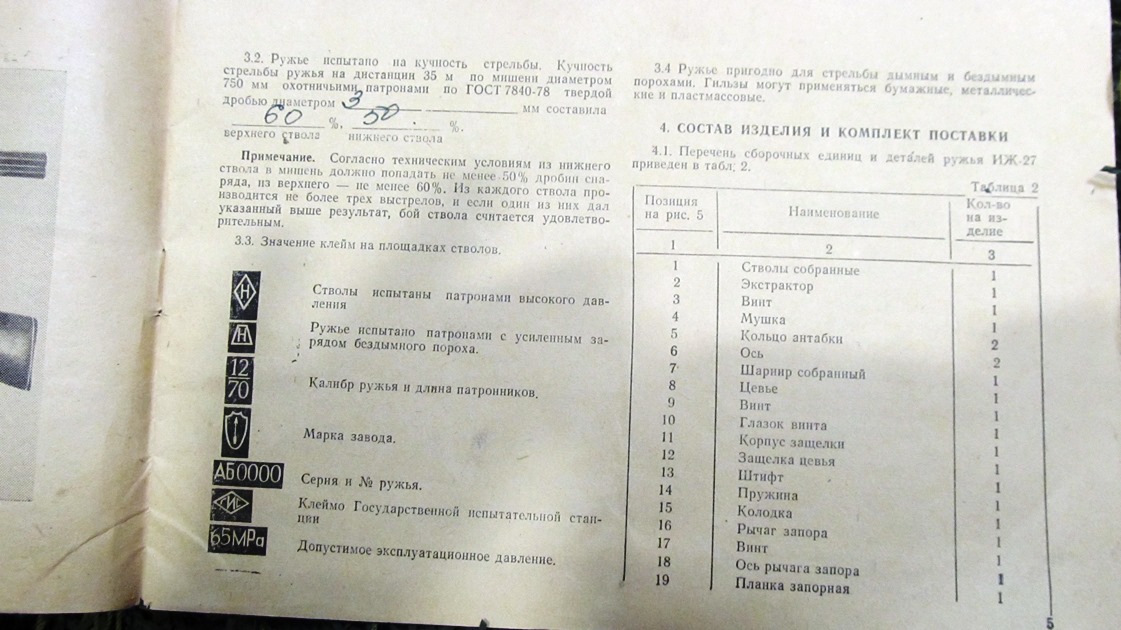 3.2. Ружье испытано на кучность стрельбы. Кучность
стрельбы ружья на дистанции 35 м по мишени диаметром
750 мм охотничьими патронами по ГОСТ 7840-78 твердой
дробью диаметром 3 мм составила
60 %, 50. %.
верхнего ствола нижнего ствола
Примечание. Согласно техническим условиям из нижнего
ствола в мишень должно попадать не менее 50% дробин сна-
ряда, из верхнего — не менее 60%. Из каждого ствола про-
изводится не более трех выстрелов, и если один из них дал
указанный выше результат, бой ствола считается удовлетво-
рительным.
3.3. Значение клейм на площадках стволов.
Н Стволы испытаны патронами высокого дав-
ления
Н Ружье испытано патронами с усиленным за-
рядом бездымного пороха.
12
70 Калибр ружья и длина патронников.
Марка завода.
АБ0000 Серия и № ружья.
ГИС Клеймо Государственной испытательной стан-
ции
65МРа Допустимое эксплуатационное давление.
3.4 Ружье пригодно для стрельбы дымным и бездымным
порохами. Гильзы могут применяться бумажные, металличес-
кие и пластмассовые.
4. СОСТАВ ИЗДЕЛИЯ И КОМПЛЕКТ ПОСТАВКИ
4.1. Перечень сборочных единиц и деталей ружья ИЖ-27
приведен в табл. 2.
Таблица 2
Позиция
на рис. 5
Наименование
Кол-во
на из-
делие
1 2 3
1 Стволы собранные 1
2 Экстрактор 1
3 Винт 1
4 Мушка 1
5 Кольцо антабки 2
6 Ось 2
7 Шарнир собранный 1
8 Цевье 1
9 Винт 1
10 Глазок винта 1
11 Корпус защелки 1
12 Защелка цевья 1
13 Штифт 1
14 Пружина 1
15 Колодка 1
16 Рычаг запора 1
17 Винт 1
18 Ось рычага запора 1
19 Планка запорная 1
5